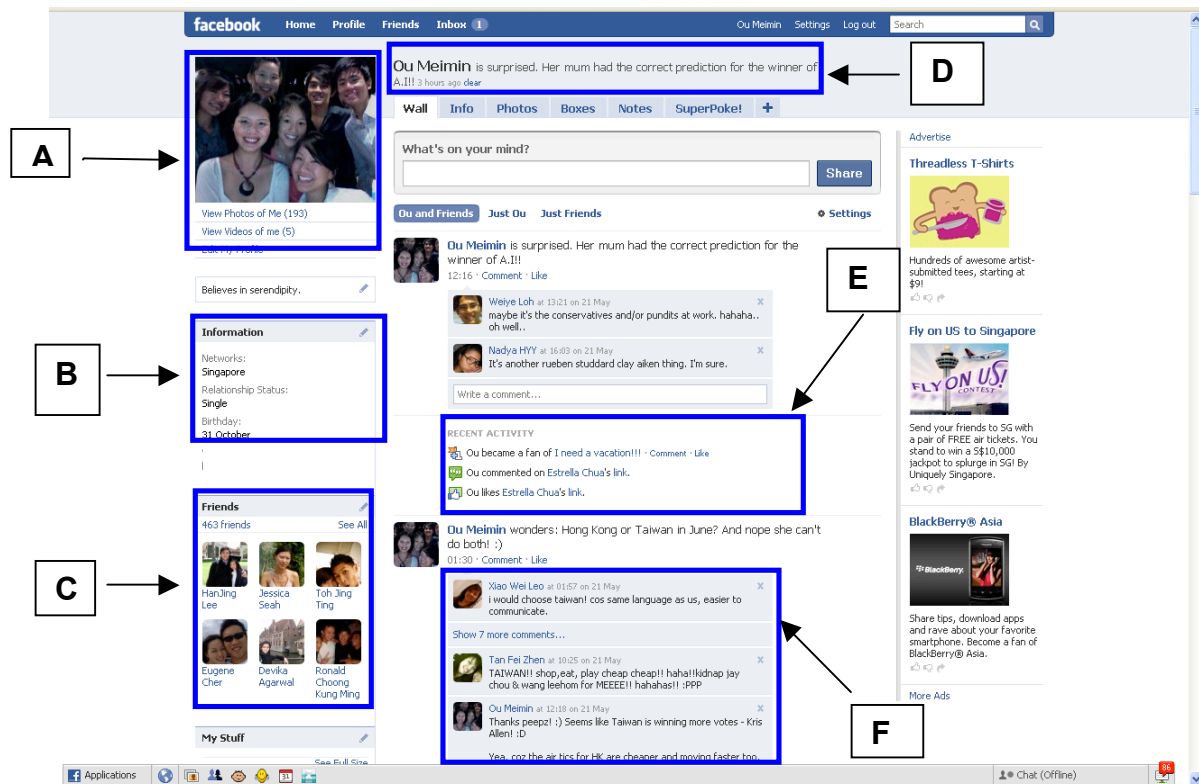 facebook Home Profile Friends Inbox 1 Ou Meimin Settings Log out Search
A
B
C
D
E
F
View Photos of Me (193)
View Videos of me (5)
Edit My Profile
Believes in serendipity.
Information
Networks:
Singapore
Relationship Status:
Single
Birthday:
31 October
Friends
463 friends See All
HanJing Lee
Jessica Seah
Toh Jing Ting
Eugene Cher
Devika Agarwal
Ronald Choong Kung Ming
My Stuff
See Full Size
Ou Meimin is surprised. Her mum had the correct prediction for the winner of
A.I!! 3 hours ago clear
Wall Info Photos Boxes Notes SuperPoke! +
What's on your mind?
Share
Ou and Friends Just Ou Just Friends Settings
Ou Meimin is surprised. Her mum had the correct prediction for the
winner of A.I!!
12:16 · Comment · Like
Weiye Loh at 13:21 on 21 May x
maybe it's the conservatives and/or pundits at work. hahaha..
oh well..
Nadya HYY at 16:03 on 21 May x
It's another rueben studdard clay aiken thing. I'm sure.
Write a comment...
RECENT ACTIVITY
Ou became a fan of I need a vacation!!! · Comment · Like
Ou commented on Estrella Chua's link.
Ou likes Estrella Chua's link.
Ou Meimin wonders: Hong Kong or Taiwan in June? And nope she can't
do both! :)
01:30 · Comment · Like
Xiao Wei Leo at 01:57 on 21 May x
i would choose taiwan! cos same language as us, easier to
communicate.
Show 7 more comments...
Tan Fei Zhen at 10:25 on 21 May x
TAIWAN!! shop,eat, play cheap cheap!! haha!!kidnap jay
chou & wang leehom for MEEEE!! hahahas!! :PPP
Ou Meimin at 12:18 on 21 May x
Thanks peepz! :) Seems like Taiwan is winning more votes - Kris
Allen! :D
Yea, coz the air tics for HK are cheaper and moving faster too.
Advertise
Threadless T-Shirts
Hundreds of awesome artist-
submitted tees, starting at
$9!
Fly on US to Singapore
FLY ON US!
CONTEST
Send your friends to SG with
a pair of FREE air tickets. You
stand to win a S$10,000
jackpot to splurge in SG! By
Uniquely Singapore.
BlackBerry® Asia
BlackBerry.
Share tips, download apps
and rave about your favorite
smartphone. Become a fan of
BlackBerry® Asia.
More Ads
Applications 31 Chat (Offline) 86